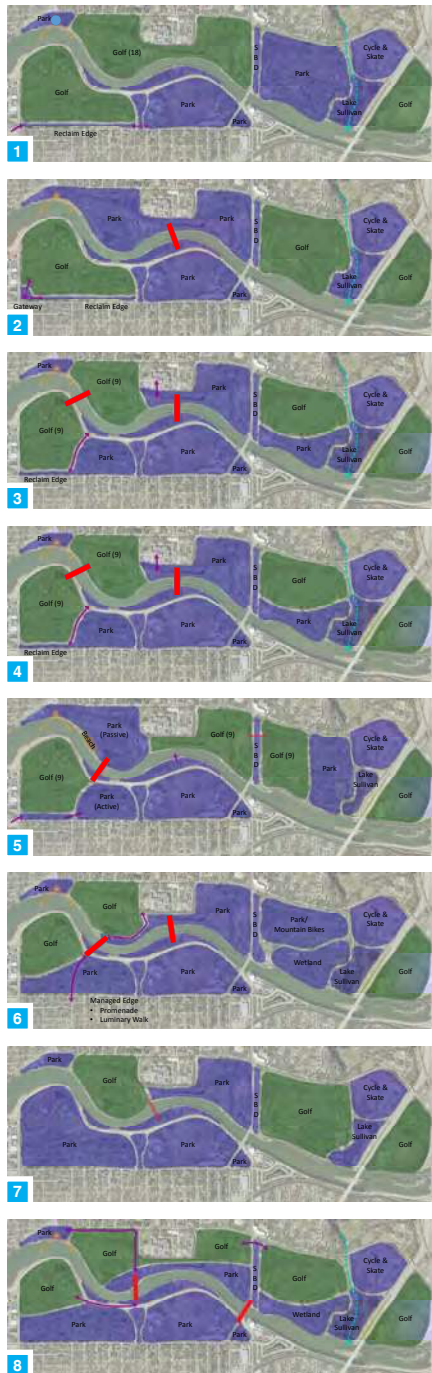 Park
Golf (18)
S
B
D
Park
Cycle &
Skate
Golf
Park
Lake
Sullivan
Golf
Park
Reclaim Edge
1
Park
Park
S
B
D
Cycle &
Skate
Golf
Golf
Park
Lake
Sullivan
Golf
Park
Gateway
Reclaim Edge
2
Park
Golf (9)
Park
S
B
D
Golf
Cycle &
Skate
Golf (9)
Park
Park
Park
Lake
Sullivan
Golf
Park
Reclaim Edge
3
Park
Golf (9)
Park
S
B
D
Golf
Cycle &
Skate
Golf (9)
Park
Park
Park
Lake
Sullivan
Golf
Park
Reclaim Edge
4
Beach
Park
(Passive)
Golf (9)
S
B
D
Golf (9)
Cycle &
Skate
Golf (9)
Park
(Active)
Park
Park
Lake
Sullivan
Golf
5
Park
Golf
Park
S
B
D
Park/
Mountain Bikes
Cycle &
Skate
Golf
Park
Park
Wetland
Lake
Sullivan
Golf
Park
Managed Edge
• Promenade
• Luminary Walk
6
Park
Golf
Park
S
B
D
Golf
Cycle &
Skate
Park
Park
Lake
Sullivan
Golf
Park
7
Park
Golf
Golf
S
B
D
Golf
Cycle &
Skate
Golf
Park
Park
Park
Wetland
Lake
Sullivan
Golf
Park
8